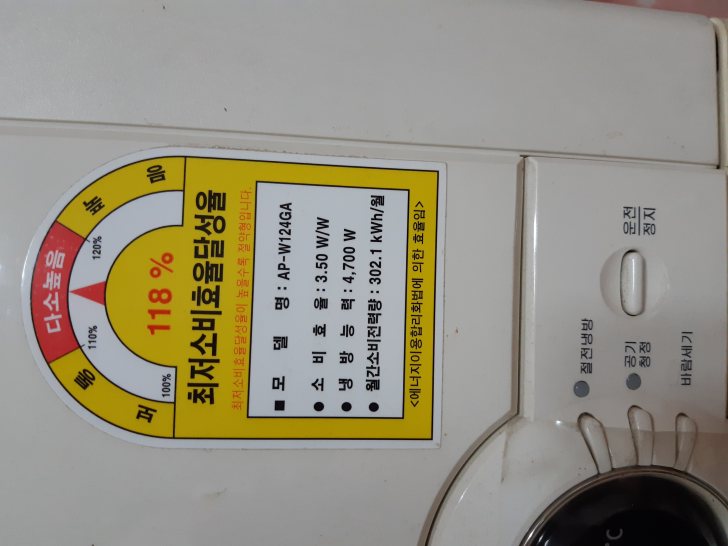 보통
다소높음
높음
100%
110%
120%
118 %
최저소비효율달성율
최저소비효율달성율이 높을수록 절약형입니다.
■ 모 델 명 : AP-W124GA
● 소 비 효 율 : 3.50 W/W
● 냉 방 능 력 : 4,700 W
● 월간소비전력량 : 302.1 kWh/월
<에너지이용합리화법에 의한 효율임>
운전
정지
절전냉방
공기
청정
바람세기
°C